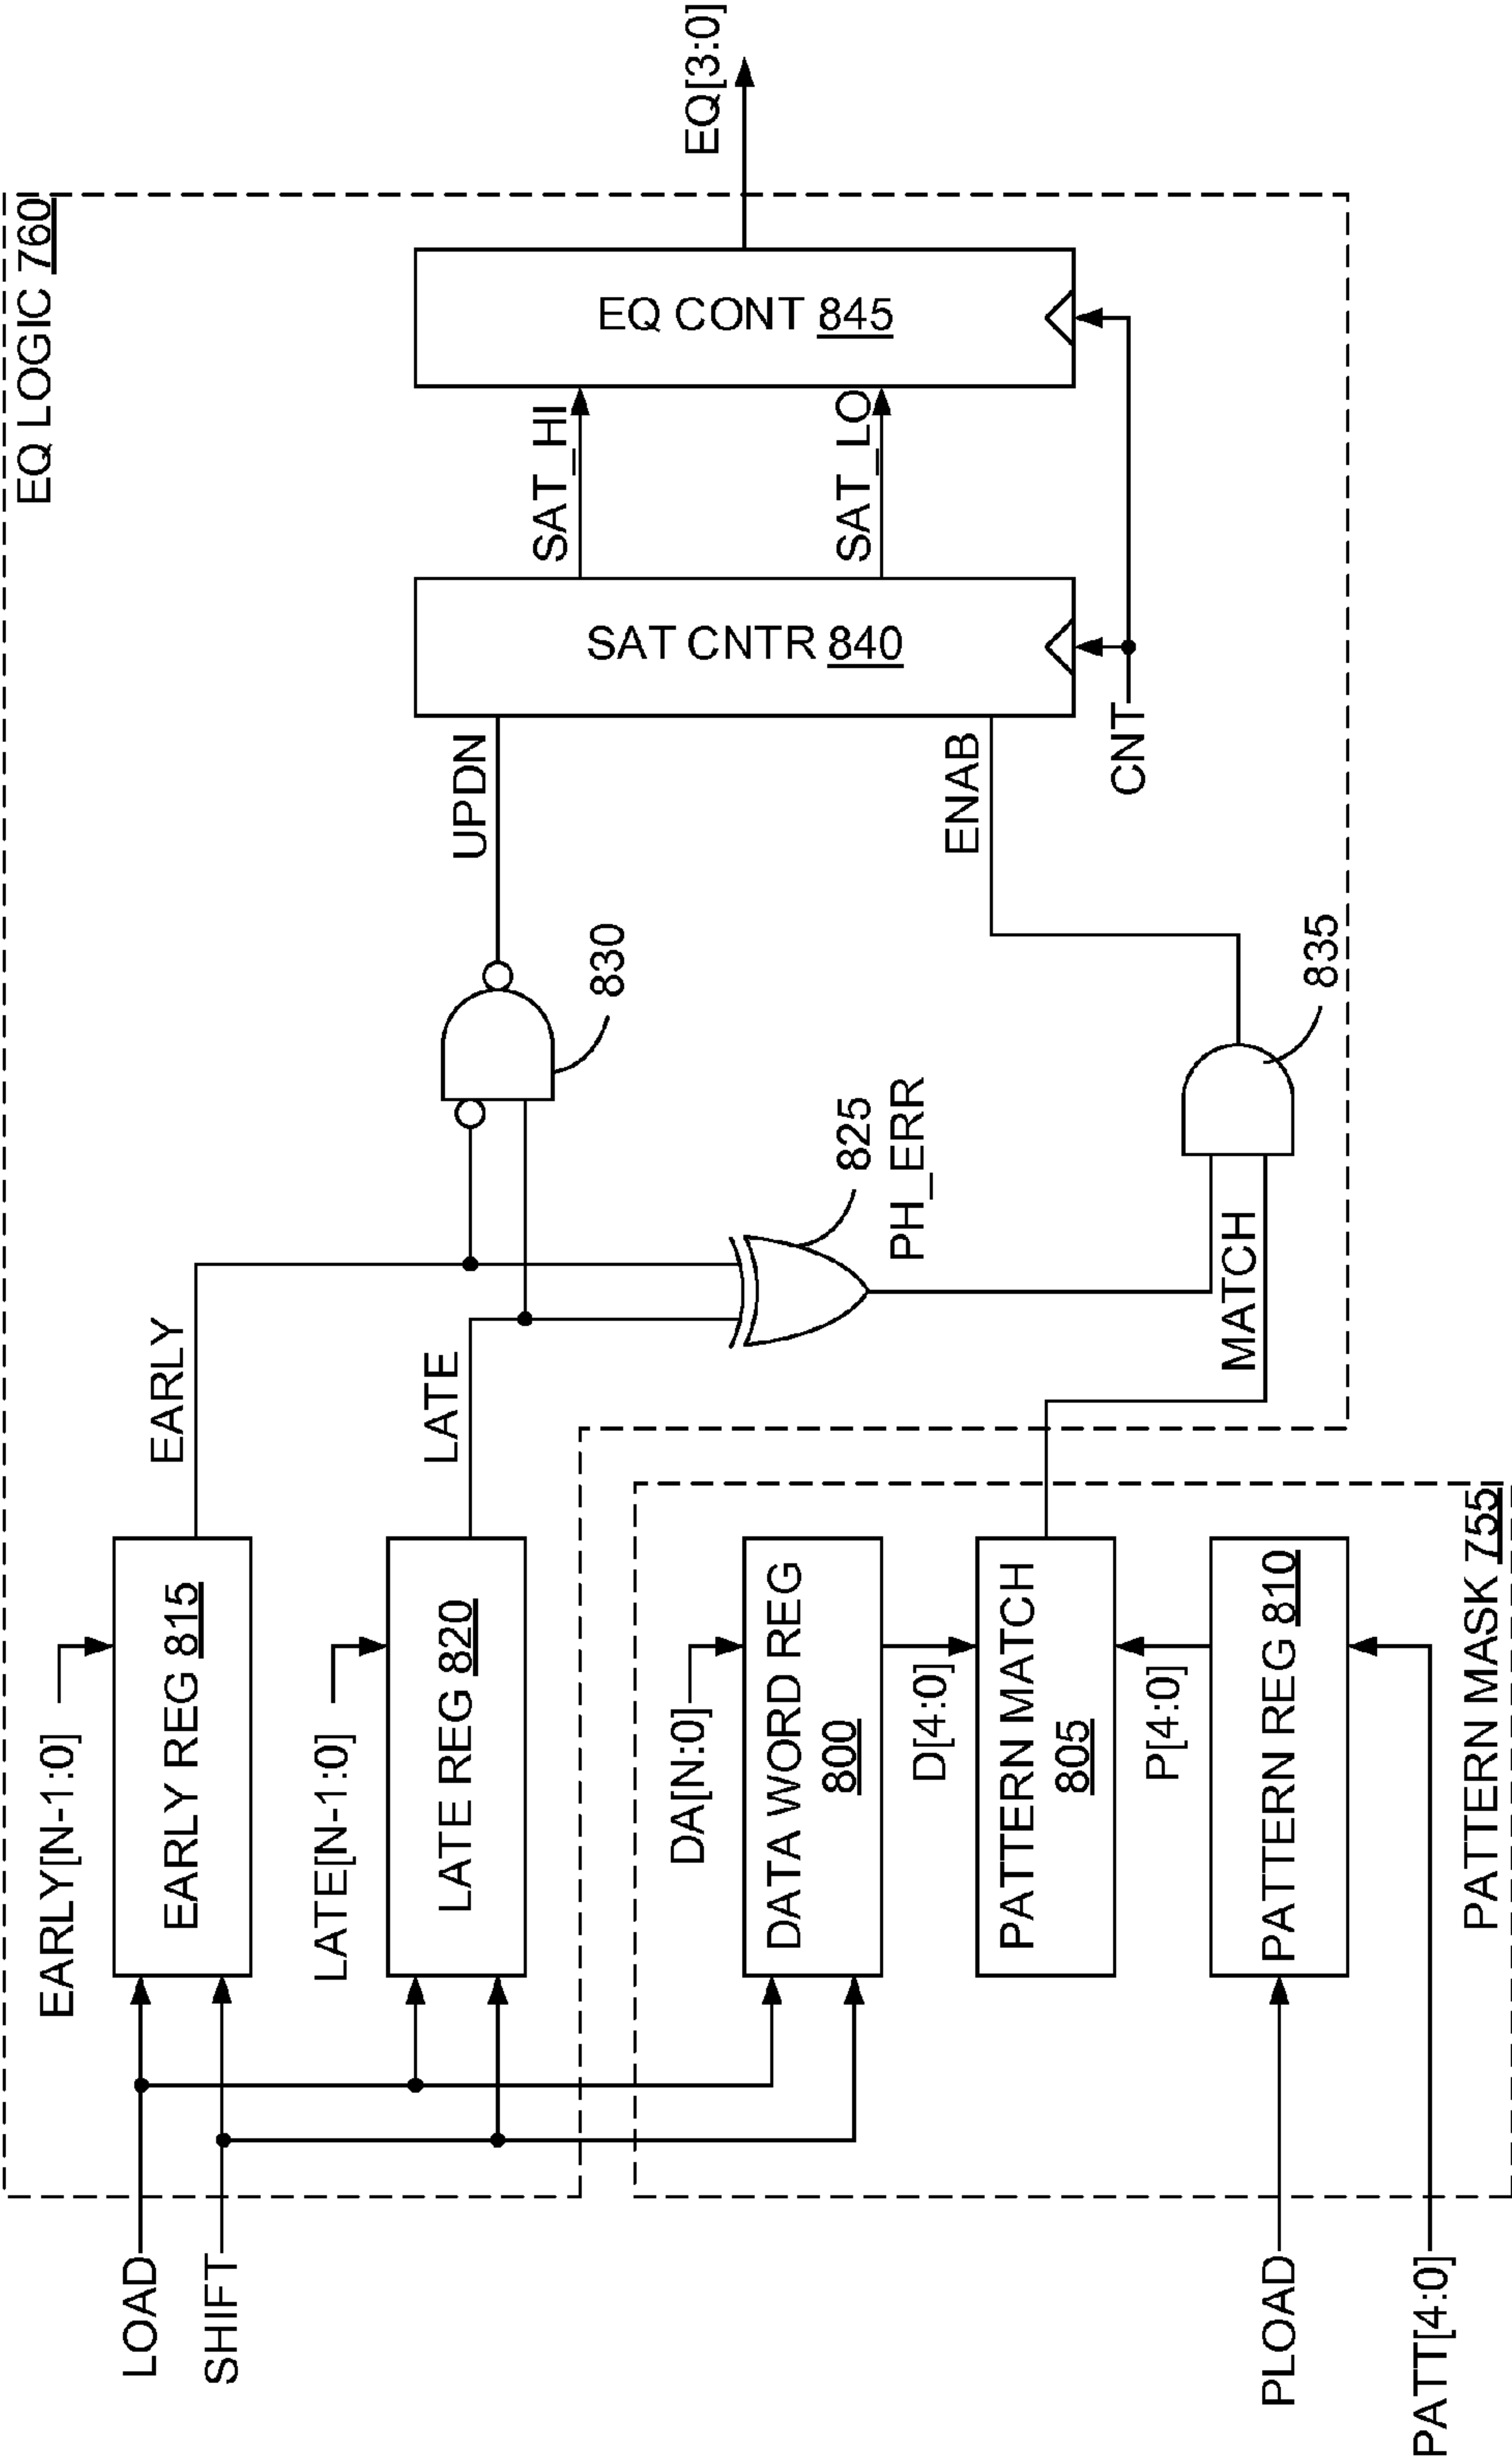 EQ LOGIC 760
LOAD
SHIFT
EARLY[N-1:0]
EARLY REG 815
EARLY
LATE[N-1:0]
LATE REG 820
LATE
830
UPDN
825
PH_ERR
SAT CNTR 840
SAT_HI
SAT_LO
EQ CONT 845
EQ[3:0]
DA[N:0]
DATA WORD REG
800
D[4:0]
PATTERN MATCH
805
P[4:0]
PATTERN REG 810
MATCH
835
ENAB
CNT
PLOAD
PATT[4:0]
PATTERN MASK 755